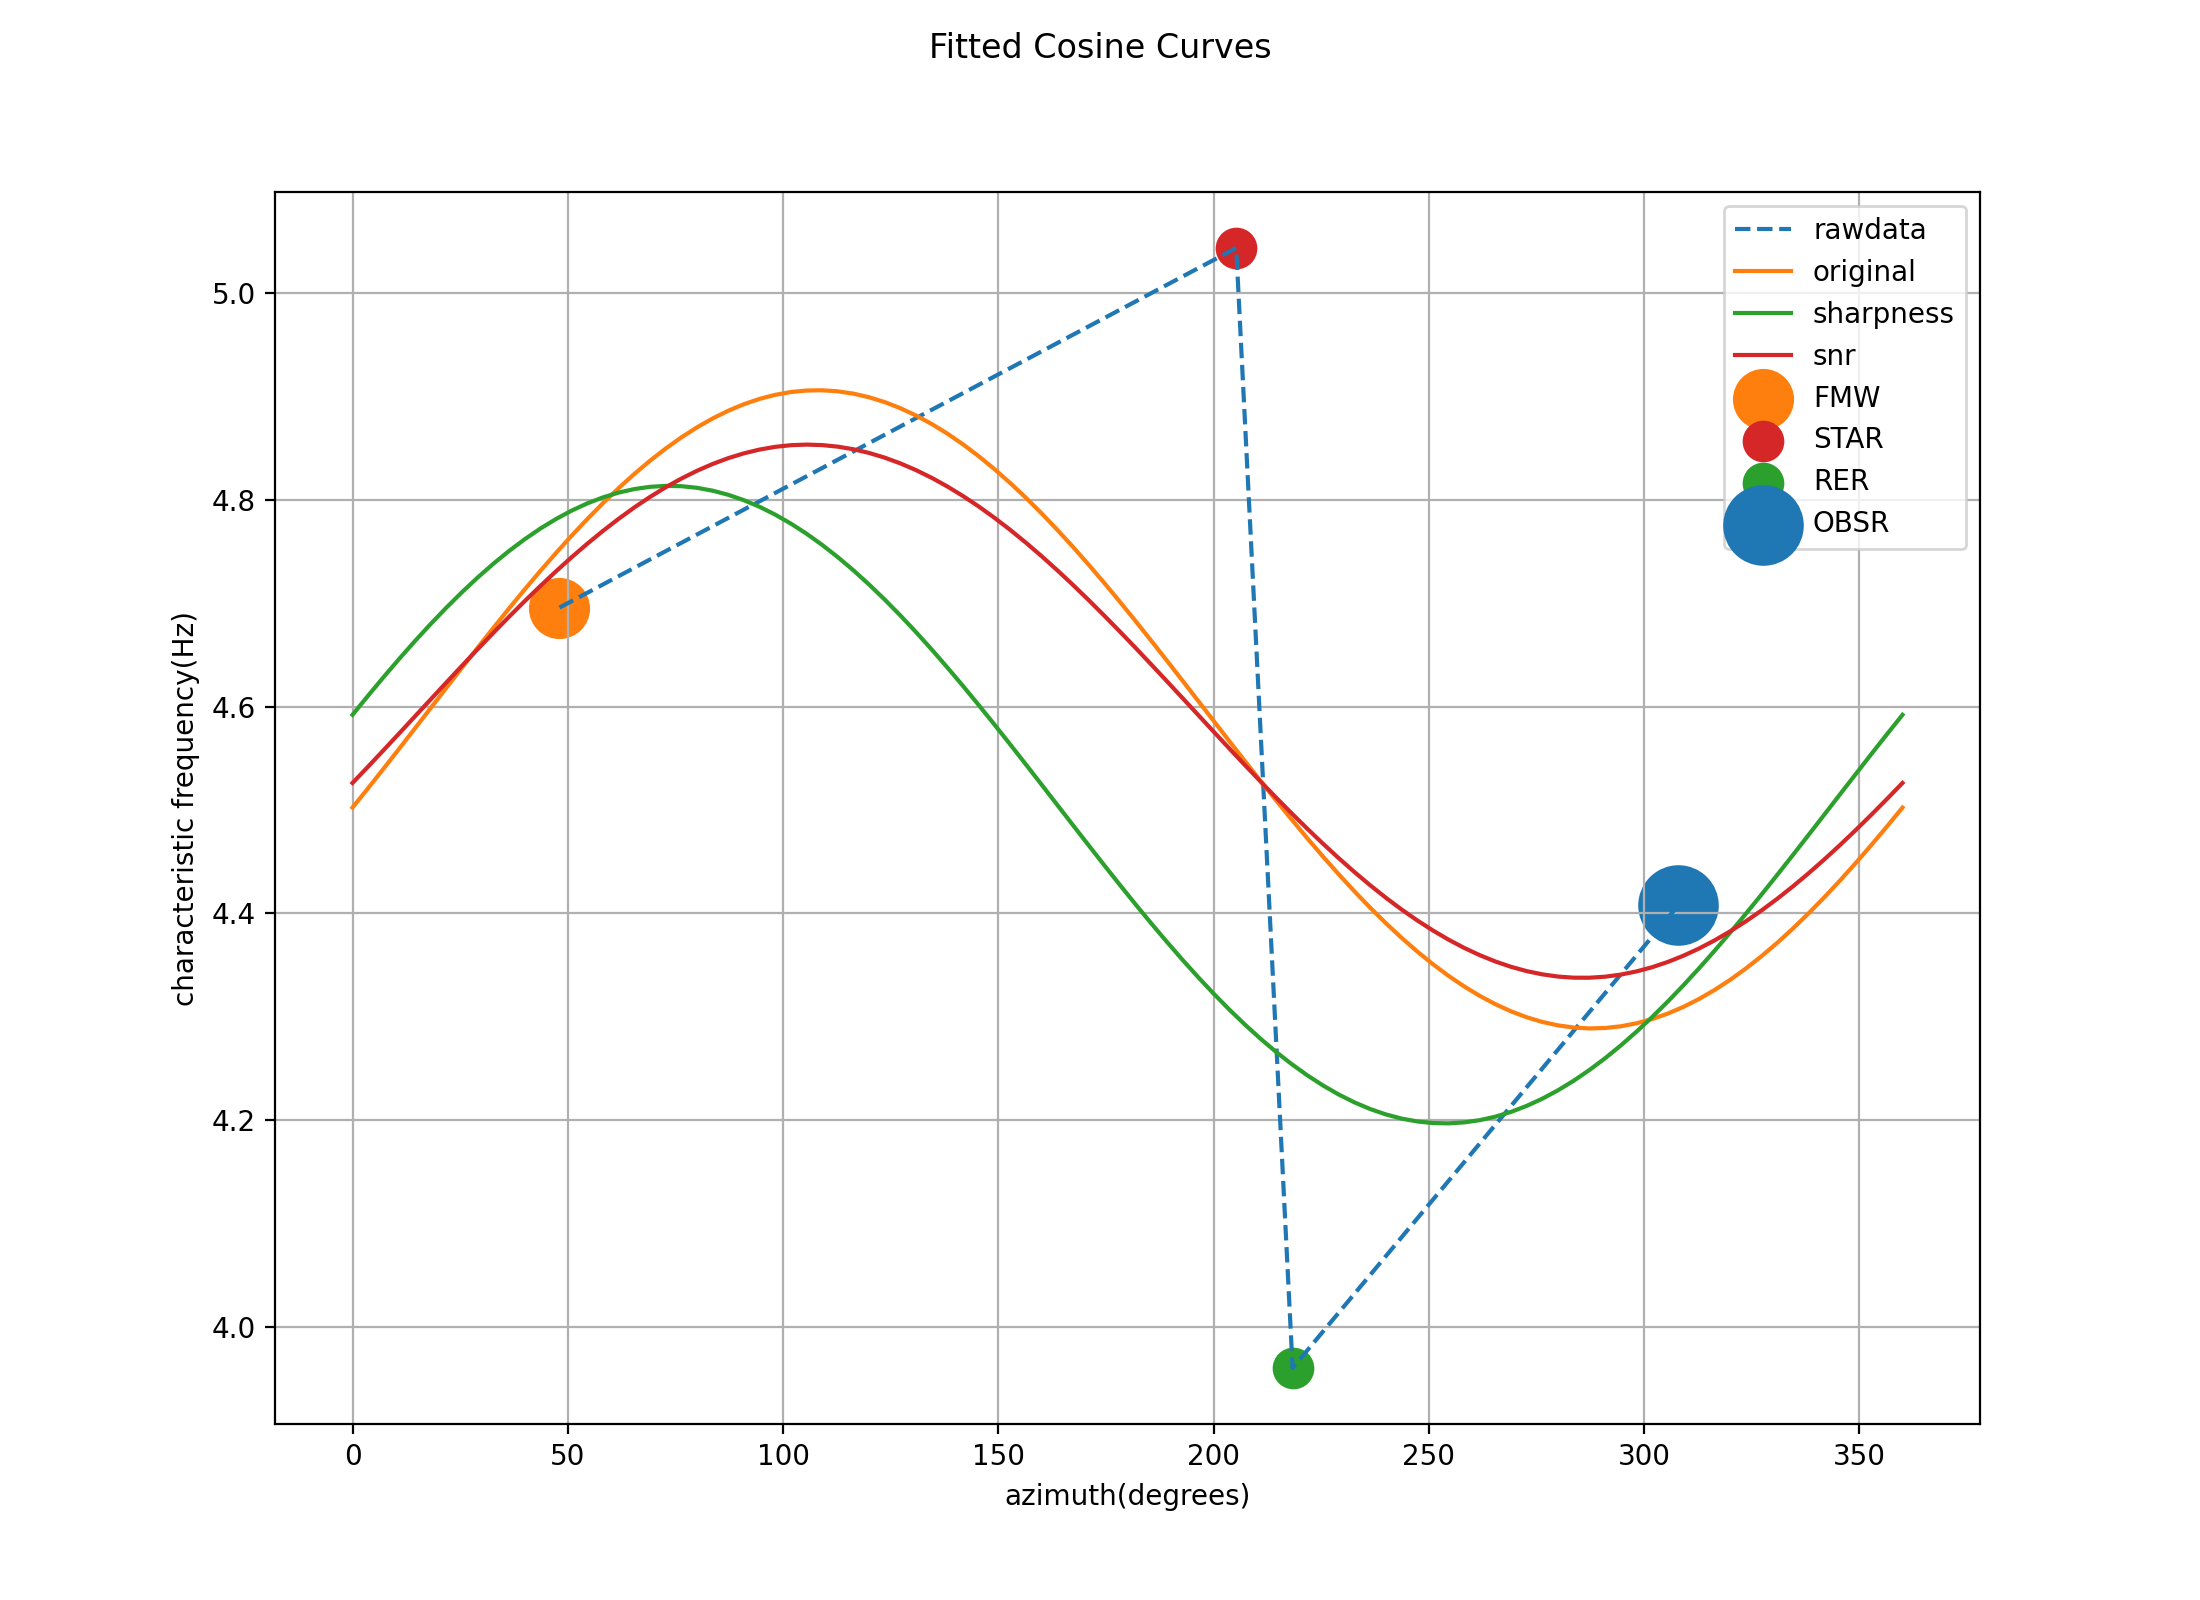 Fitted Cosine Curves
rawdata
original
sharpness
snr
FMW
STAR
RER
OBSR
characteristic frequency(Hz)
5.0
4.8
4.6
4.4
4.2
4.0
0 50 100 150 200 250 300 350
azimuth(degrees)